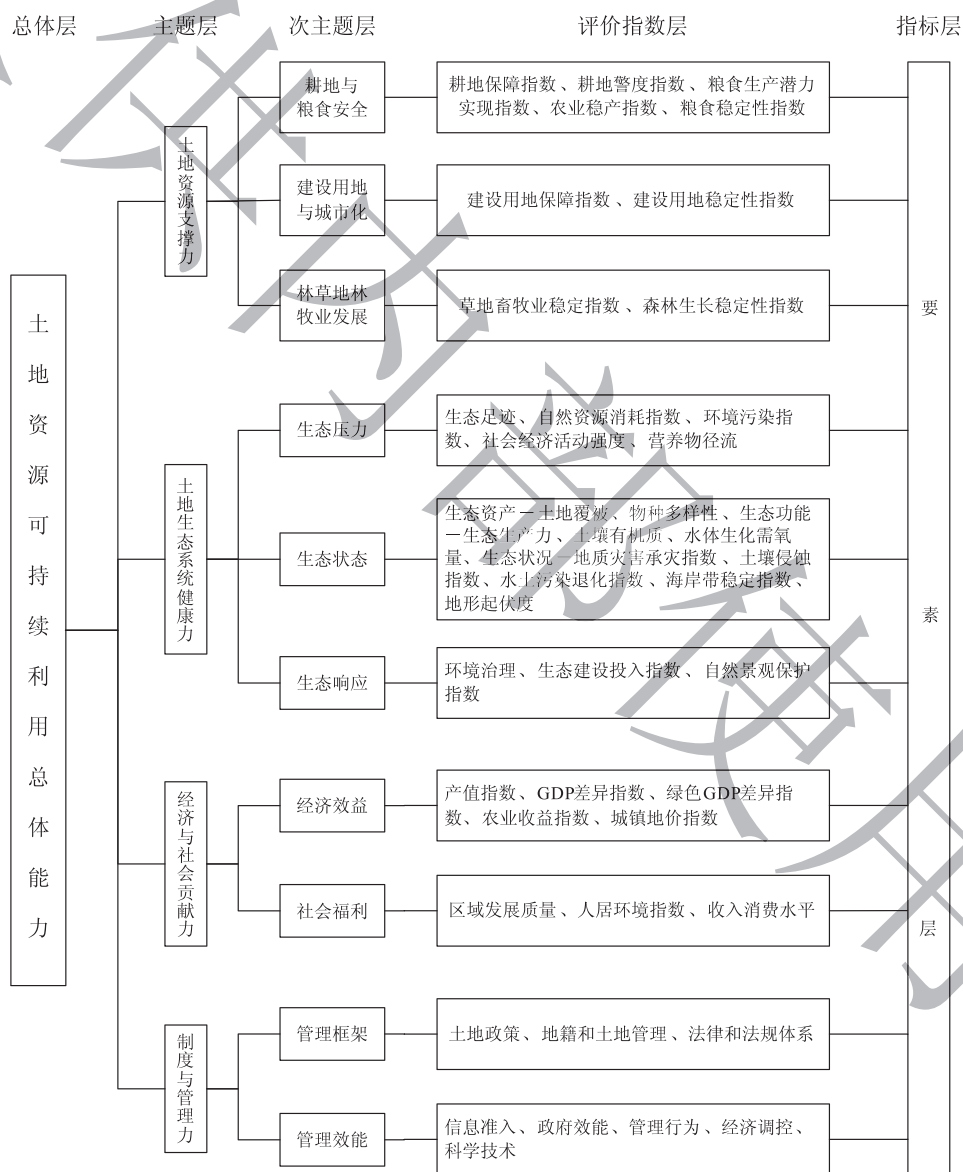 总体层 主题层 次主题层 评价指数层 指标层
土地资源可持续利用总体能力
土地资源支撑力
耕地与
粮食安全
耕地保障指数、耕地警度指数、粮食生产潜力
实现指数、农业稳产指数、粮食稳定性指数
建设用地
与城市化
建设用地保障指数、建设用地稳定性指数
林草地林
牧业发展
草地畜牧业稳定指数、森林生长稳定性指数
土地生态系统健康力
生态压力
生态足迹、自然资源消耗指数、环境污染指
数、社会经济活动强度、营养物径流
生态状态
生态资产－土地覆被、物种多样性、生态功能
－生态生产力、土壤有机质、水体生化需氧
量、生态状况－地质灾害承灾指数、土壤侵蚀
指数、水土污染退化指数、海岸带稳定指数、
地形起伏度
生态响应
环境治理、生态建设投入指数、自然景观保护
指数
经济与社会贡献力
经济效益
产值指数、GDP差异指数、绿色GDP差异指
数、农业收益指数、城镇地价指数
社会福利
区域发展质量、人居环境指数、收入消费水平
制度与管理力
管理框架
土地政策、地籍和土地管理、法律和法规体系
管理效能
信息准入、政府效能、管理行为、经济调控、
科学技术
要素层
供内部使用